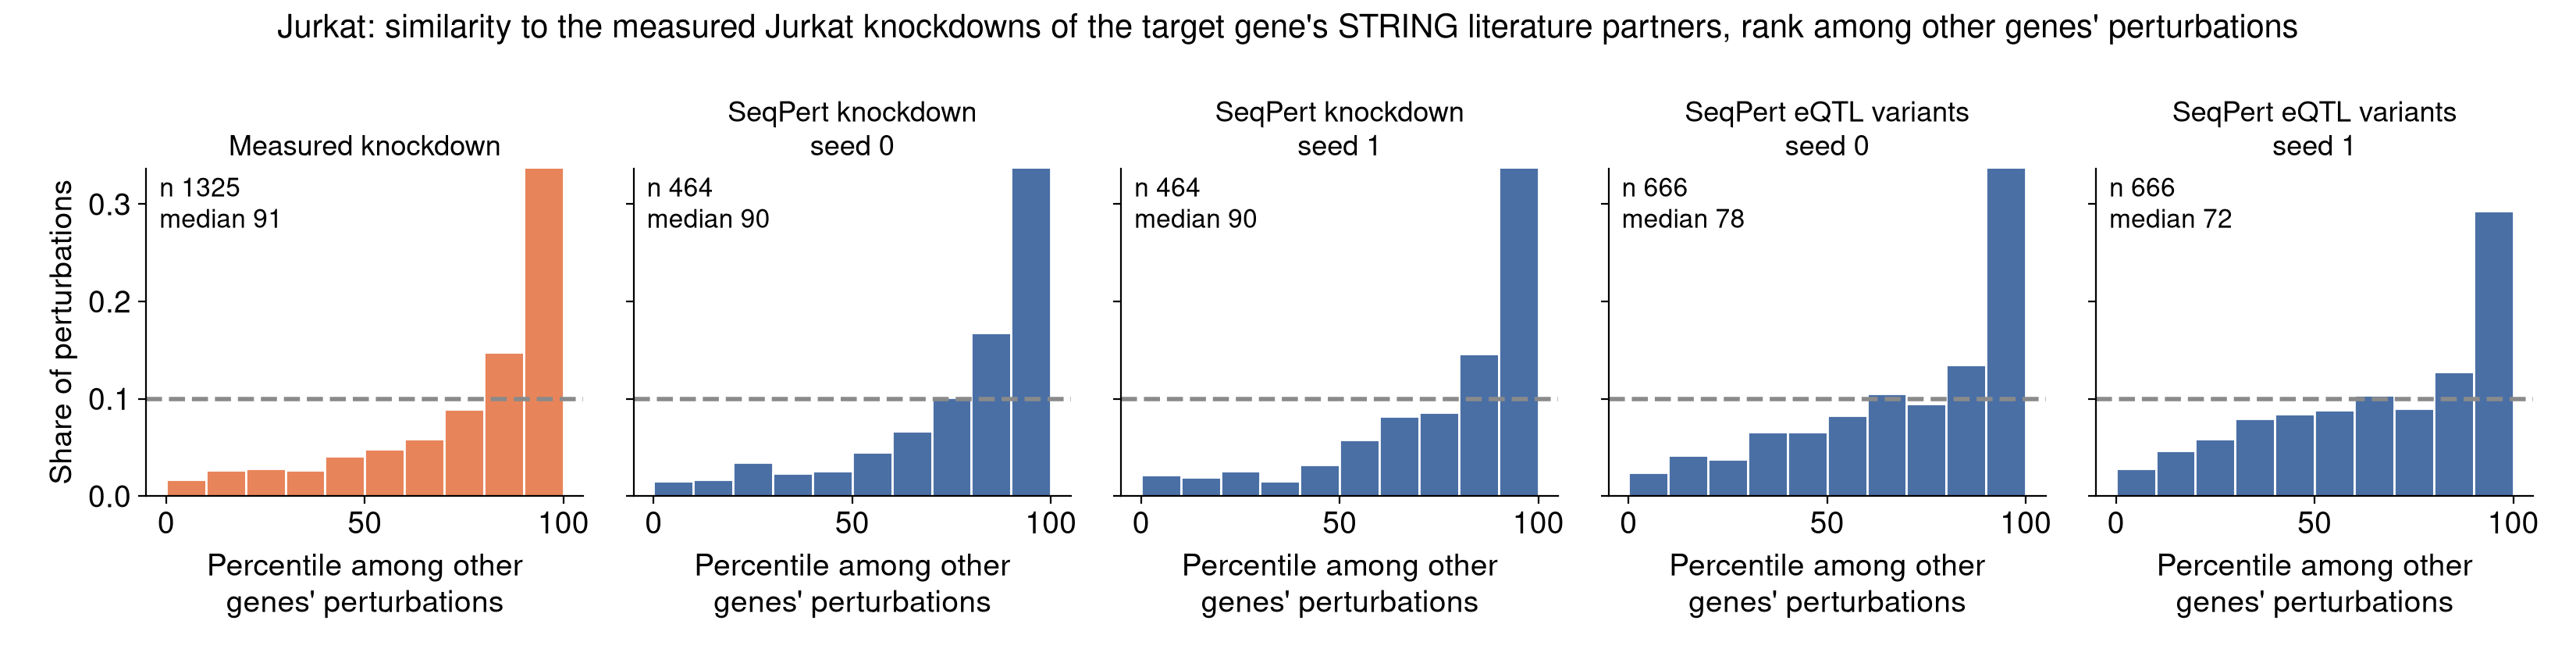 Jurkat: similarity to the measured Jurkat knockdowns of the target gene's STRING literature partners, rank among other genes' perturbations
Measured knockdown
n 1325
median 91
Share of perturbations
0.3
0.2
0.1
0.0
0 50 100
Percentile among other
genes' perturbations
SeqPert knockdown
seed 0
n 464
median 90
0 50 100
Percentile among other
genes' perturbations
SeqPert knockdown
seed 1
n 464
median 90
0 50 100
Percentile among other
genes' perturbations
SeqPert eQTL variants
seed 0
n 666
median 78
0 50 100
Percentile among other
genes' perturbations
SeqPert eQTL variants
seed 1
n 666
median 72
0 50 100
Percentile among other
genes' perturbations